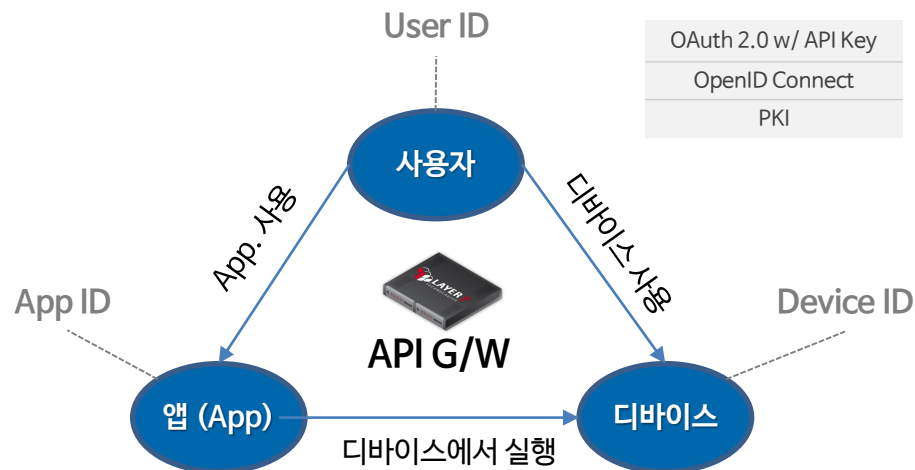 User ID
OAuth 2.0 w/ API Key
OpenID Connect
PKI
사용자
App. 사용
디바이스 사용
LAYER
App ID
Device ID
API G/W
앱 (App)
디바이스
디바이스에서 실행